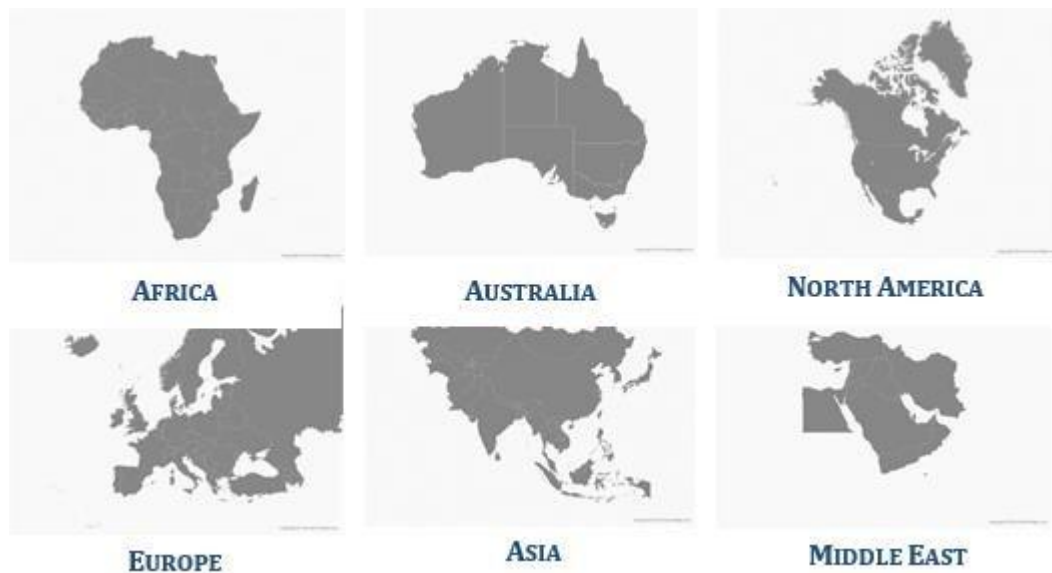 AFRICA
AUSTRALIA
NORTH AMERICA
EUROPE
ASIA
MIDDLE EAST